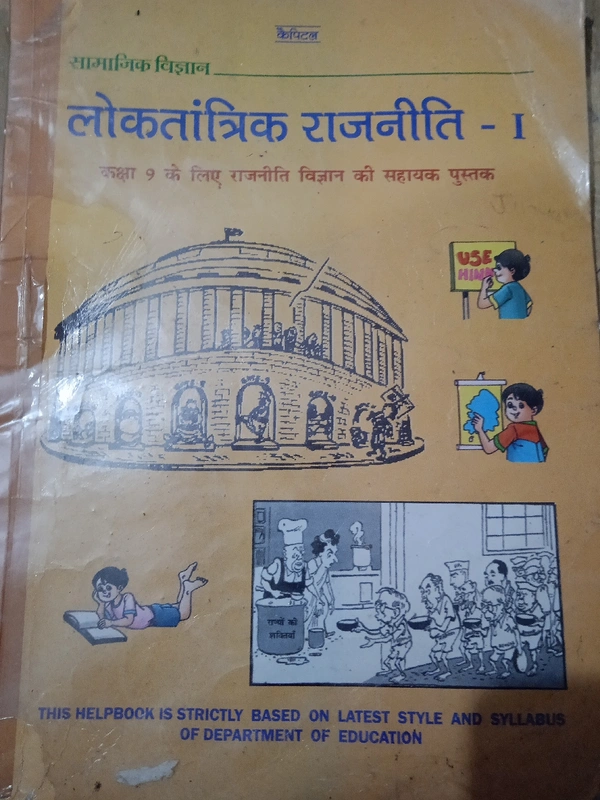 कैपिटल
सामाजिक विज्ञान
लोकतांत्रिक राजनीति - I
कक्षा 9 के लिए राजनीति विज्ञान की सहायक पुस्तक
USE
राज्यों की
शक्तियाँ
THIS HELPBOOK IS STRICTLY BASED ON LATEST STYLE AND SYLLABUS
OF DEPARTMENT OF EDUCATION